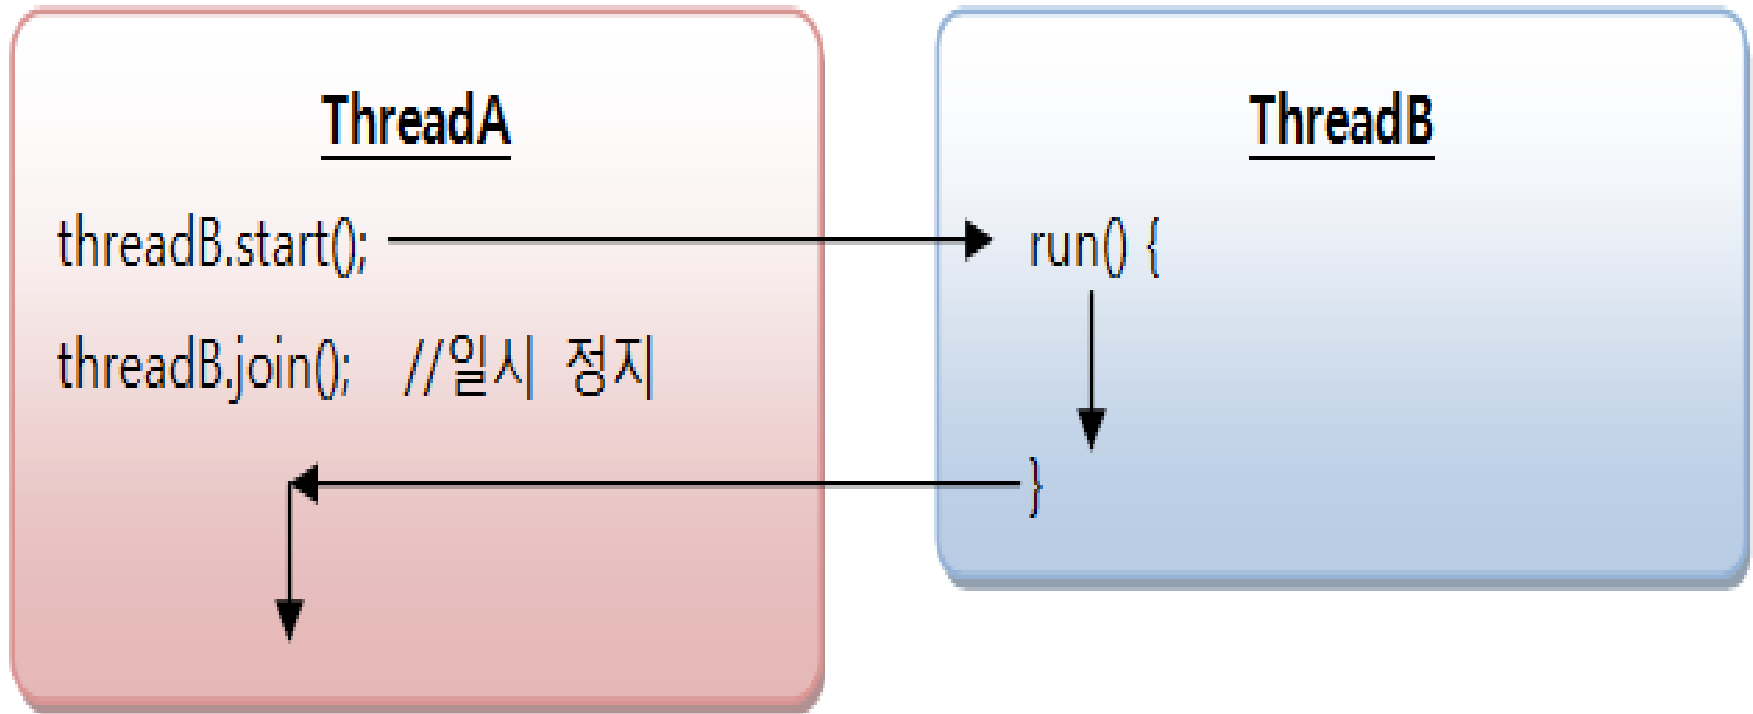 ThreadA
threadB.start();
threadB.join(); //일시 정지
ThreadB
run() {
}